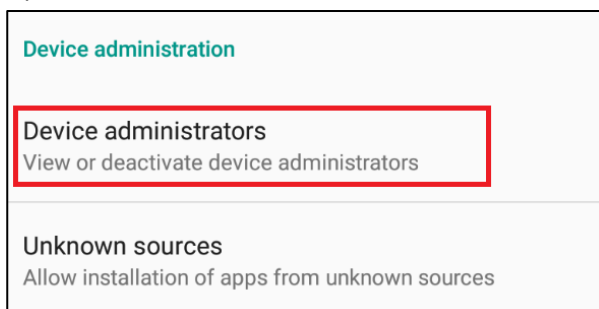 Device administration
Device administrators
View or deactivate device administrators
Unknown sources
Allow installation of apps from unknown sources